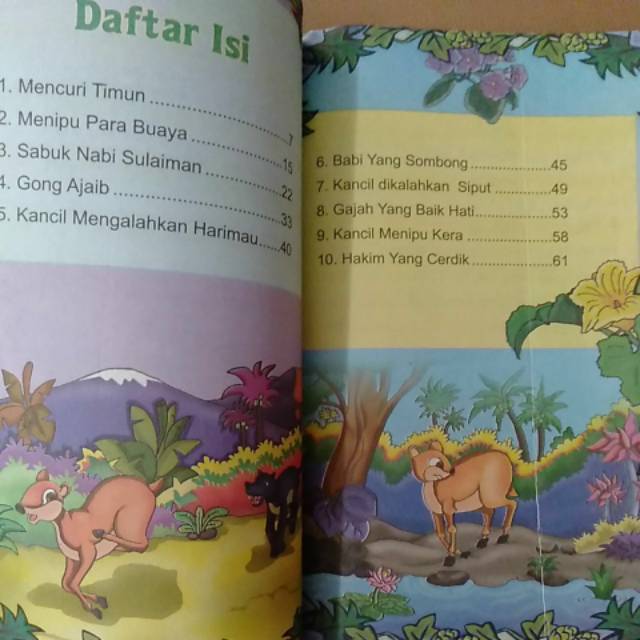 Daftar Isi
1. Mencuri Timun ........................ 7
2. Menipu Para Buaya ................. 15
3. Sabuk Nabi Sulaiman .............. 22
4. Gong Ajaib ............................. 33
5. Kancil Mengalahkan Harimau ..... 40
6. Babi Yang Sombong ..................... 45
7. Kancil dikalahkan Siput ............... 49
8. Gajah Yang Baik Hati ................... 53
9. Kancil Menipu Kera ...................... 58
10. Hakim Yang Cerdik ..................... 61